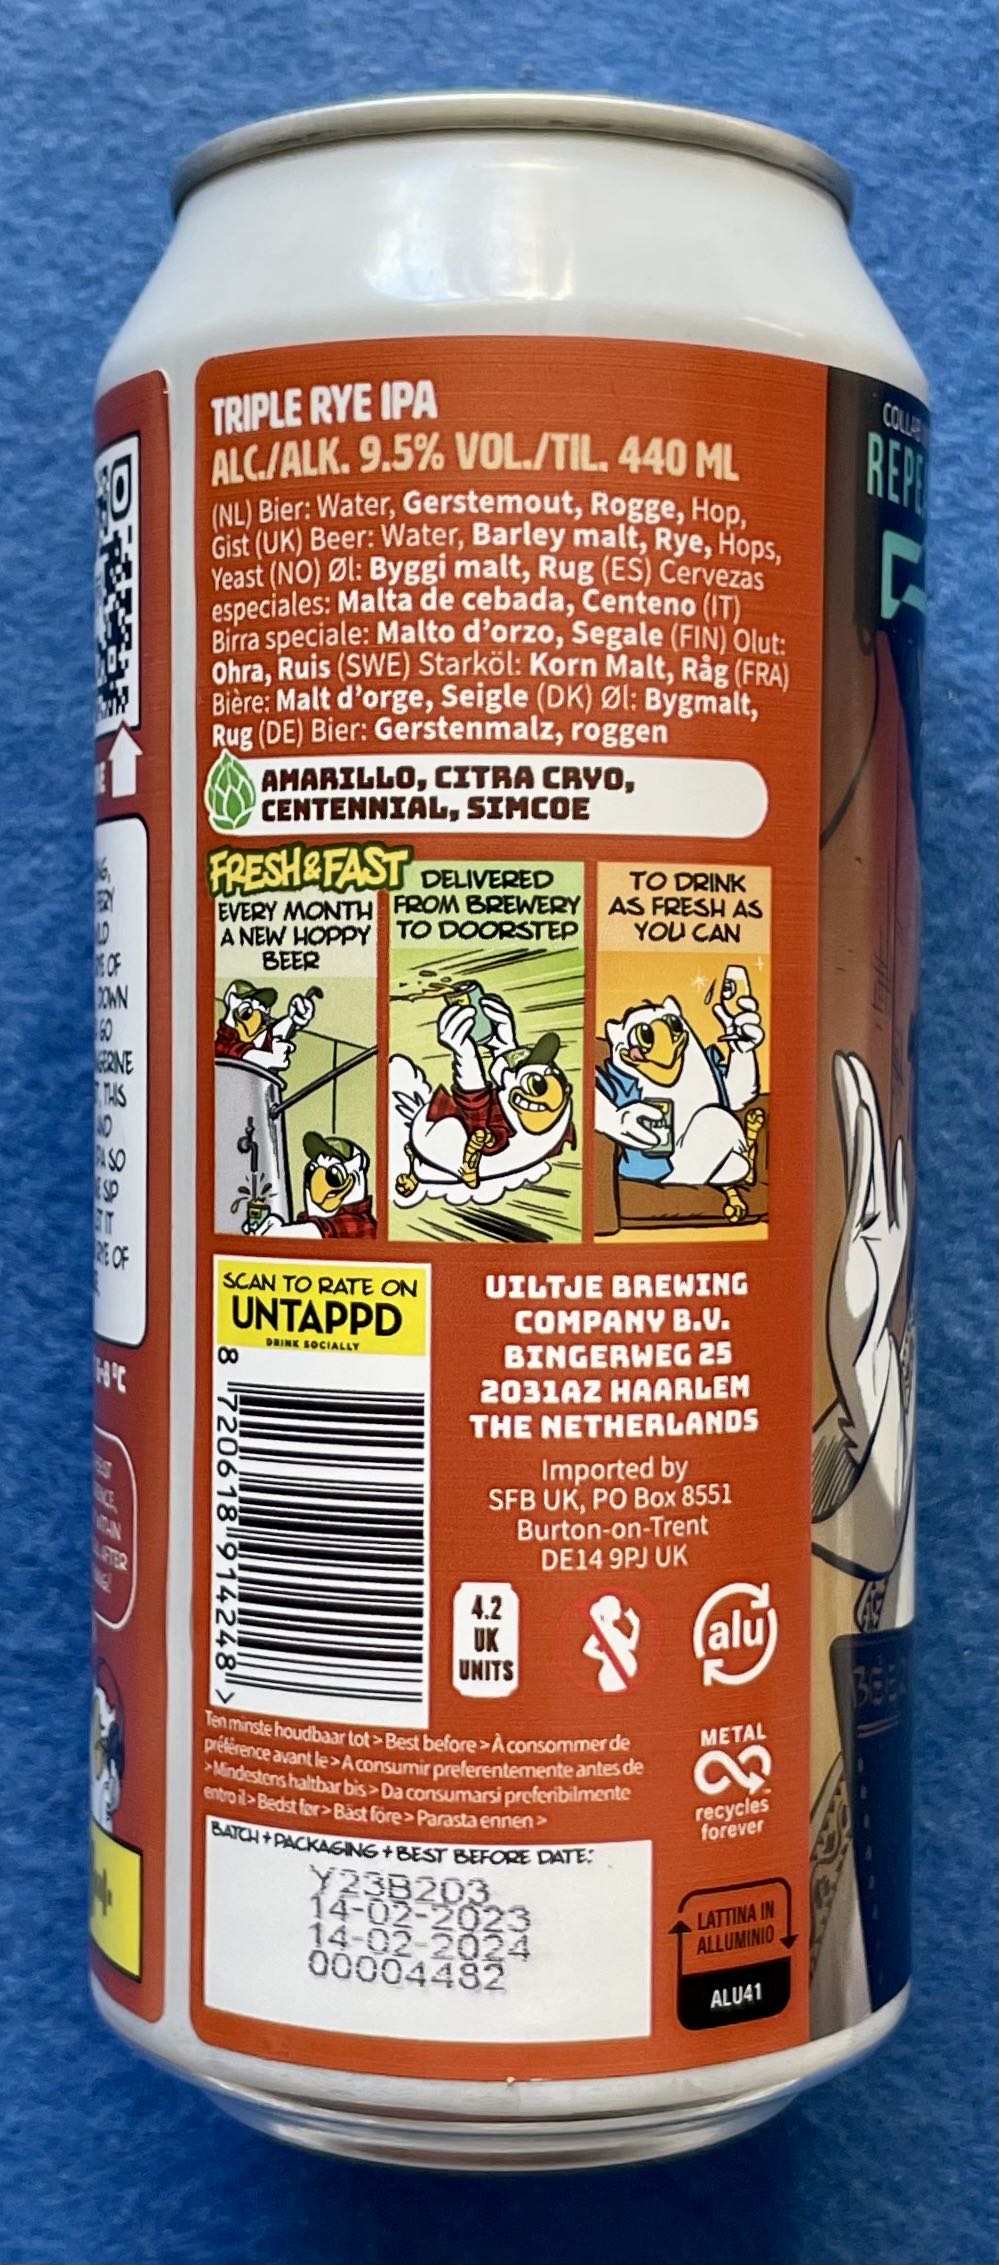 TRIPLE RYE IPA
ALC./ALK. 9.5% VOL./TIL. 440 ML
(NL) Bier: Water, Gerstemout, Rogge, Hop,
Gist (UK) Beer: Water, Barley malt, Rye, Hops,
Yeast (NO) Øl: Byggi malt, Rug (ES) Cervezas
especiales: Malta de cebada, Centeno (IT)
Birra speciale: Malto d'orzo, Segale (FIN) Olut:
Ohra, Ruis (SWE) Starköl: Korn Malt, Råg (FRA)
Bière: Malt d'orge, Seigle (DK) Øl: Bygmalt,
Rug (DE) Bier: Gerstenmalz, roggen
AMARILLO, CITRA CRYO,
CENTENNIAL, SIMCOE
FRESH&FAST
EVERY MONTH
A NEW HOPPY
BEER
DELIVERED
FROM BREWERY
TO DOORSTEP
TO DRINK
AS FRESH AS
YOU CAN
SCAN TO RATE ON
UNTAPPD
DRINK SOCIALLY
8 720618 914248 >
UILTJE BREWING
COMPANY B.V.
BINGERWEG 25
2031AZ HAARLEM
THE NETHERLANDS
Imported by
SFB UK, PO Box 8551
Burton-on-Trent
DE14 9PJ UK
4.2
UK
UNITS
alu
Ten minste houdbaar tot > Best before > À consommer de
préférence avant le > A consumir preferentemente antes de
> Mindestens haltbar bis > Da consumarsi preferibilmente
entro il > Bedst før > Bäst före > Parasta ennen >
METAL
recycles
forever
BATCH + PACKAGING + BEST BEFORE DATE:
Y23B203
14-02-2023
14-02-2024
00004482
LATTINA IN
ALLUMINIO
ALU41
OF
DOWN
GO
THIS
SO
SIP
IT
OF
°C